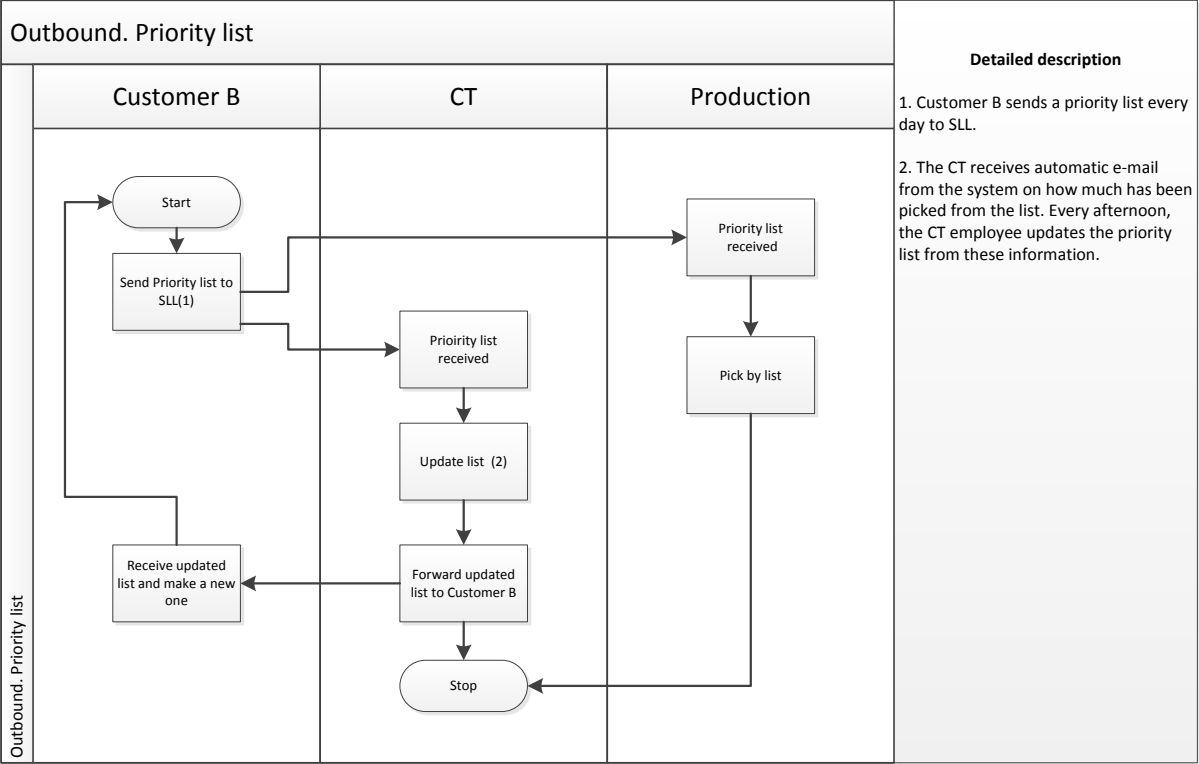 Outbound. Priority list
Detailed description
Customer B
CT
Production
1. Customer B sends a priority list every
day to SLL.
2. The CT receives automatic e-mail
from the system on how much has been
picked from the list. Every afternoon,
the CT employee updates the priority
list from these information.
Start
Send Priority list to
SLL(1)
Priority list
received
Prioirity list
received
Pick by list
Update list  (2)
Receive updated
list and make a new
one
Forward updated
list to Customer B
Stop
Outbound. Priority list